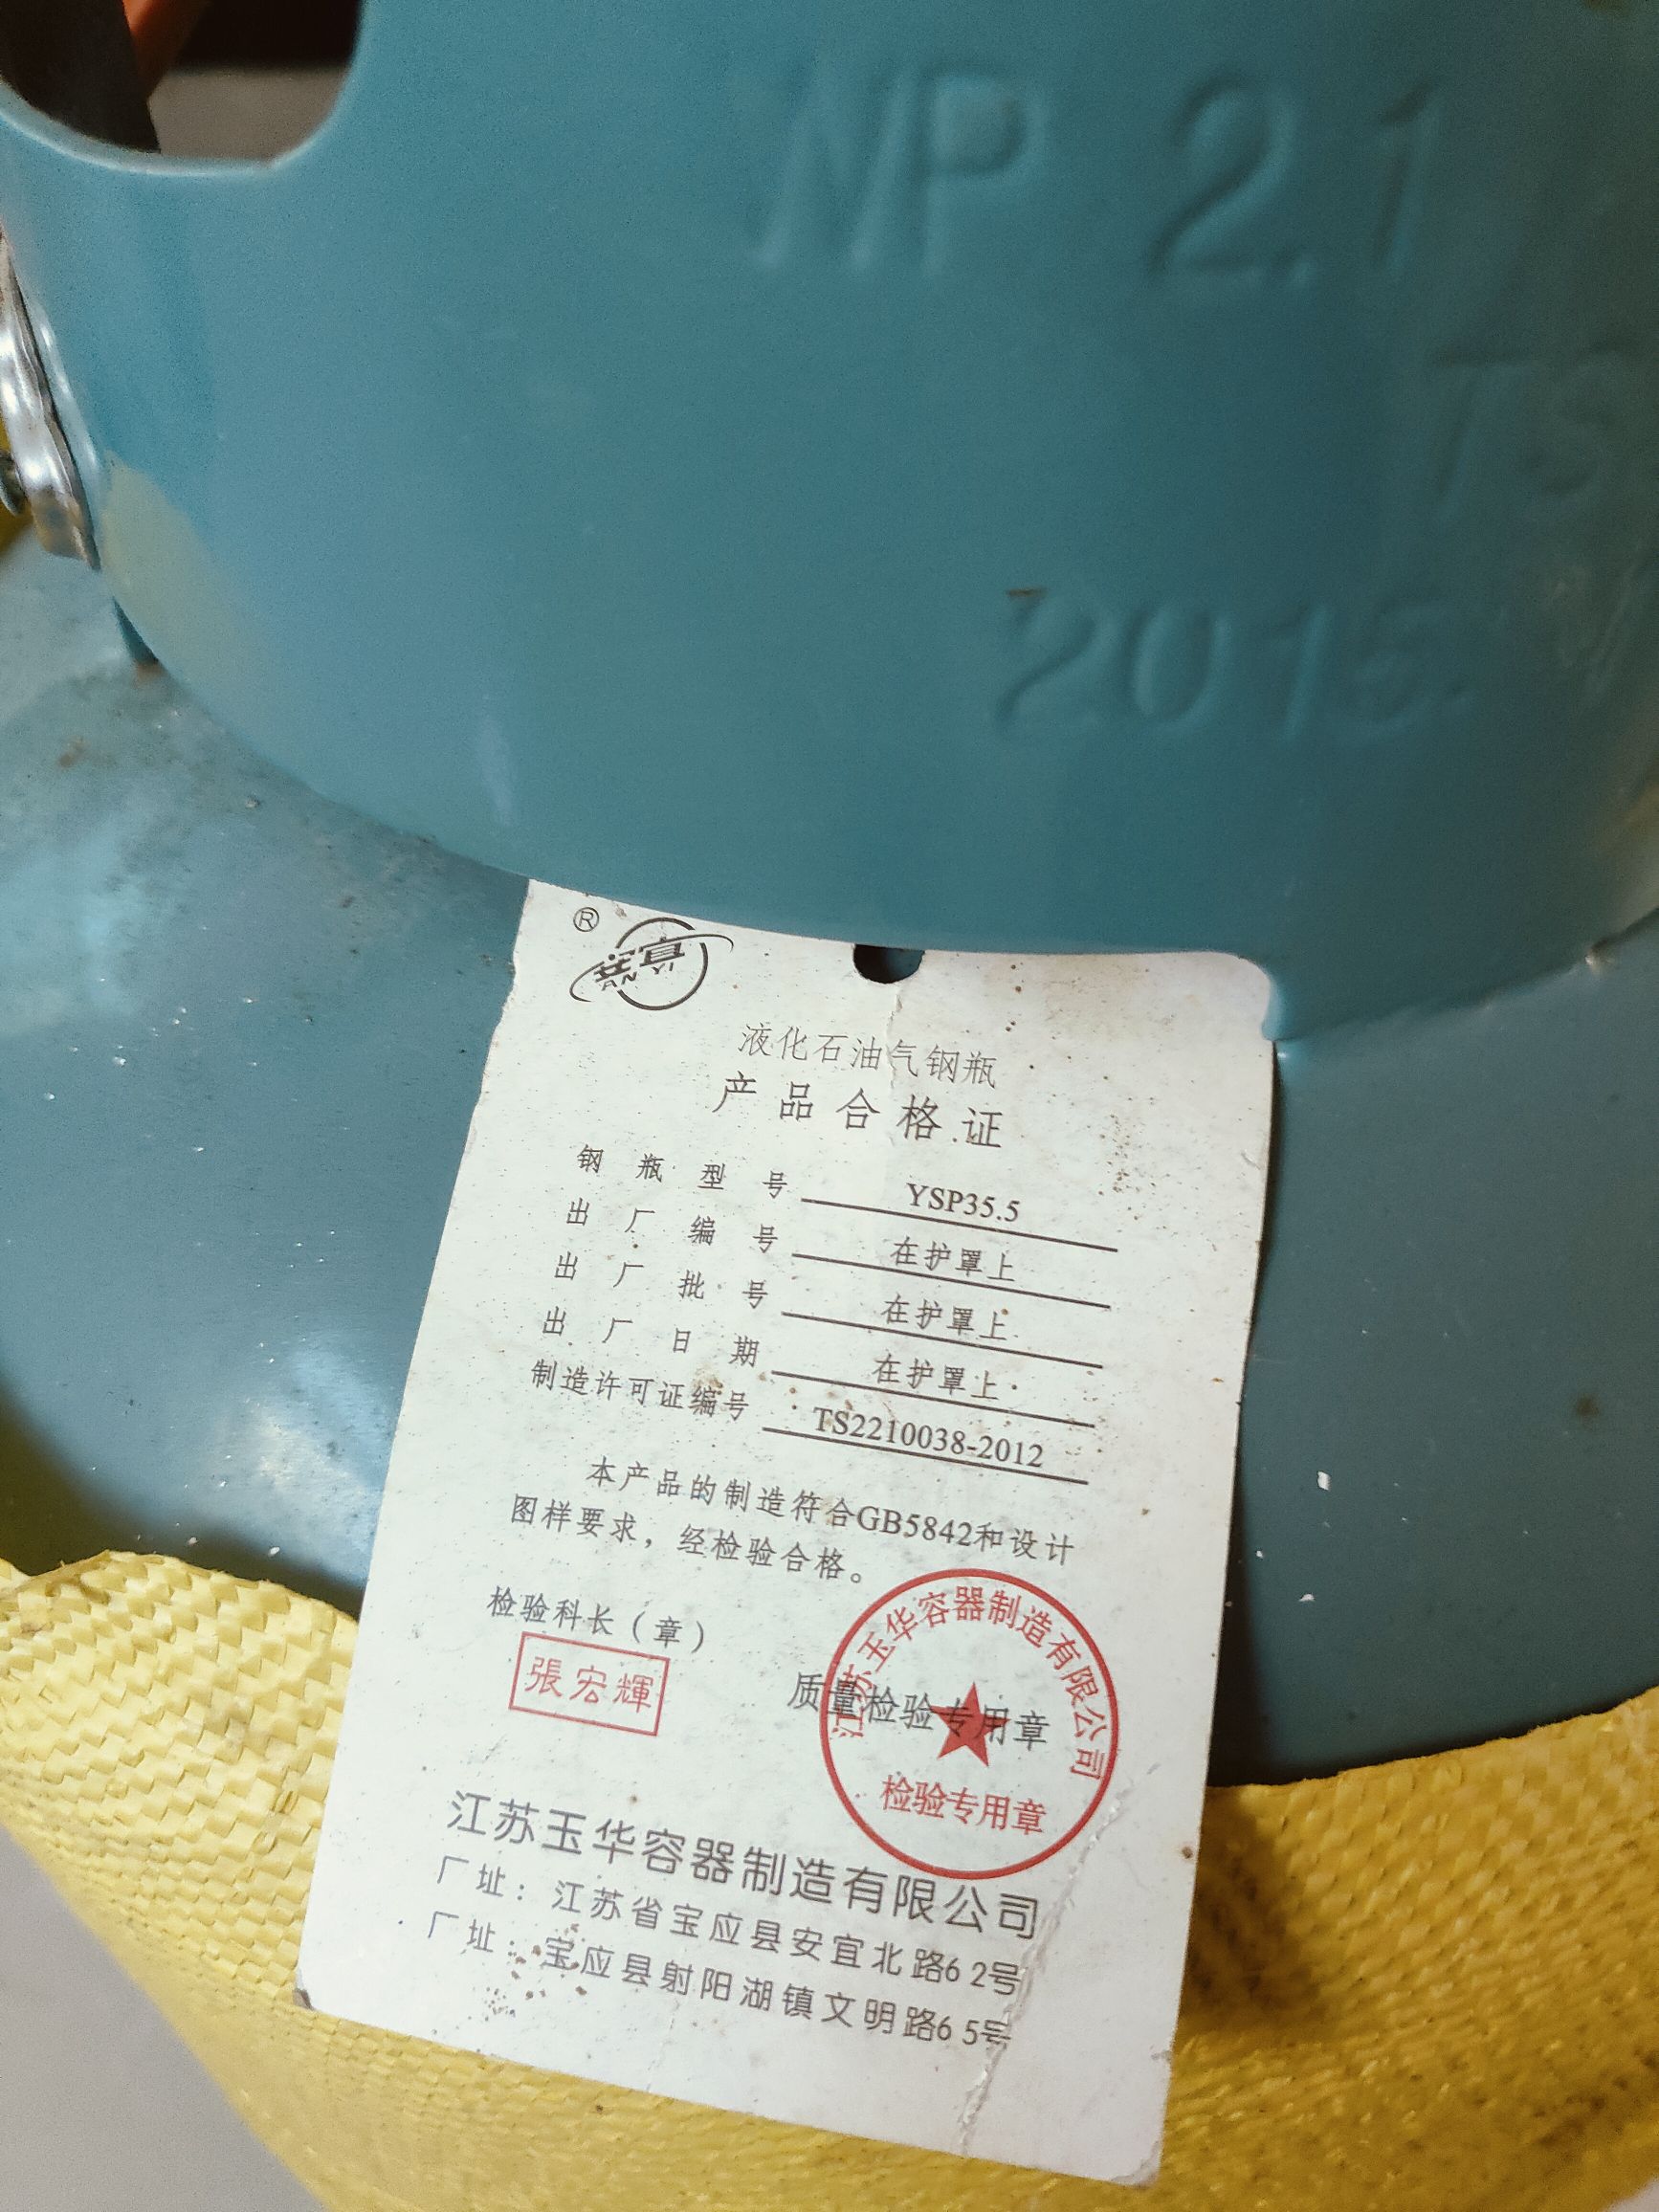 WP 2.1
TS
201
®
安宜
AN YI
液化石油气钢瓶
产品合格证
钢瓶型号 YSP35.5
出厂编号 在护罩上
出厂批号 在护罩上
出厂日期 在护罩上
制造许可证编号 TS2210038-2012
本产品的制造符合GB5842和设计
图样要求，经检验合格。
检验科长（章）
張宏輝
质量检验专用章
江苏玉华容器制造有限公司
检验专用章
江苏玉华容器制造有限公司
厂址：江苏省宝应县安宜北路62号
厂址：宝应县射阳湖镇文明路65号